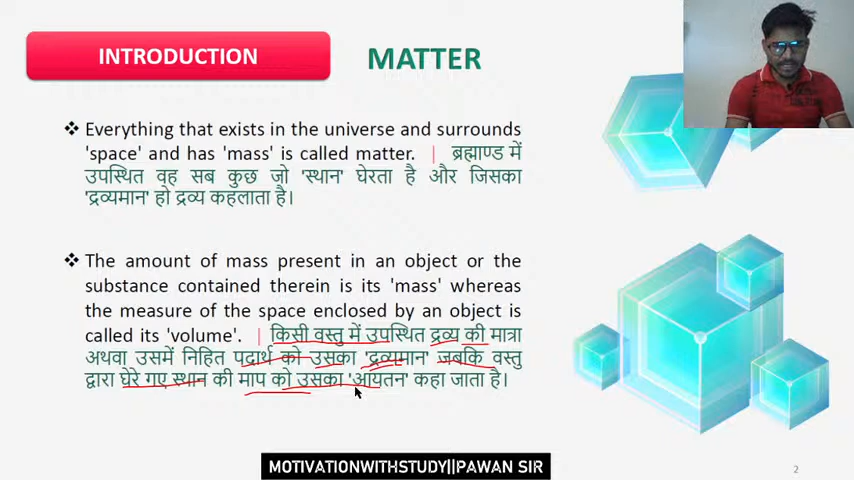 INTRODUCTION
MATTER
❖ Everything that exists in the universe and surrounds
'space' and has 'mass' is called matter. | ब्रह्माण्ड में
उपस्थित वह सब कुछ जो 'स्थान' घेरता है और जिसका
'द्रव्यमान' हो द्रव्य कहलाता है।
❖ The amount of mass present in an object or the
substance contained therein is its 'mass' whereas
the measure of the space enclosed by an object is
called its 'volume'. | किसी वस्तु में उपस्थित द्रव्य की मात्रा
अथवा उसमें निहित पदार्थ को उसका 'द्रव्यमान' जबकि वस्तु
द्वारा घेरे गए स्थान की माप को उसका 'आयतन' कहा जाता है।
MOTIVATIONWITHSTUDY||PAWAN SIR
2